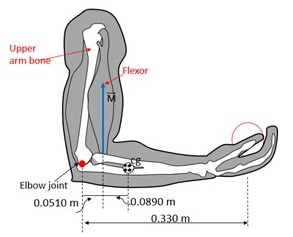 Upper
arm bone
Flexor
M
cg
Elbow joint
0.0510 m
0.0890 m
0.330 m